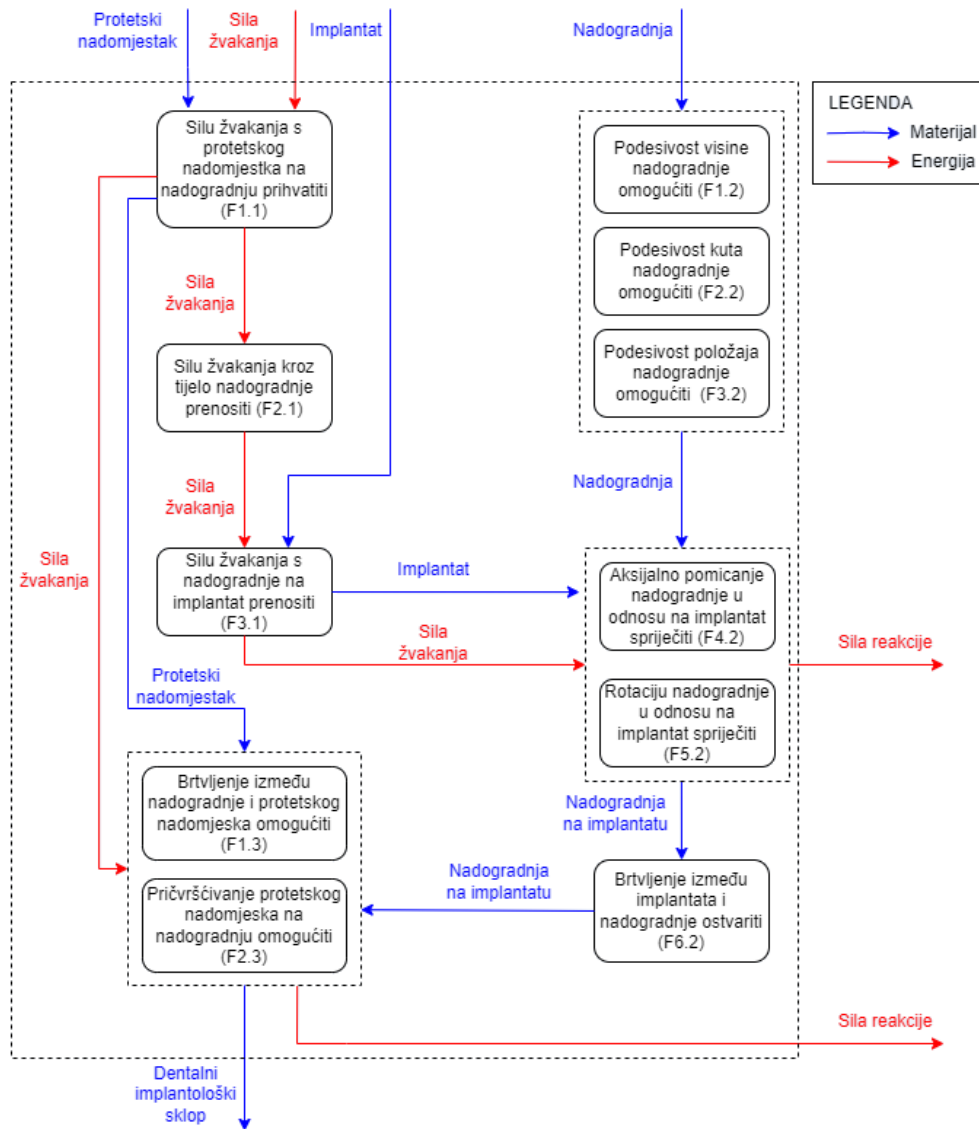 Protetski
nadomjestak
Sila
žvakanja
Implantat
Nadogradnja
LEGENDA
Materijal
Energija
Silu žvakanja s
protetskog
nadomjestka na
nadogradnju prihvatiti
(F1.1)
Podesivost visine
nadogradnje
omogućiti (F1.2)
Podesivost kuta
nadogradnje
omogućiti (F2.2)
Sila
žvakanja
Podesivost položaja
nadogradnje
omogućiti (F3.2)
Silu žvakanja kroz
tijelo nadogradnje
prenositi (F2.1)
Sila
žvakanja
Nadogradnja
Sila
žvakanja
Silu žvakanja s
nadogradnje na
implantat prenositi
(F3.1)
Implantat
Aksijalno pomicanje
nadogradnje u
odnosu na implantat
spriječiti (F4.2)
Sila
žvakanja
Sila reakcije
Protetski
nadomjestak
Rotaciju nadogradnje
u odnosu na
implantat spriječiti
(F5.2)
Brtvljenje između
nadogradnje i protetskog
nadomjeska omogućiti
(F1.3)
Nadogradnja
na implantatu
Nadogradnja
na implantatu
Brtvljenje između
implantata i
nadogradnje ostvariti
(F6.2)
Pričvršćivanje protetskog
nadomjeska na
nadogradnju omogućiti
(F2.3)
Sila reakcije
Dentalni
implantološki
sklop